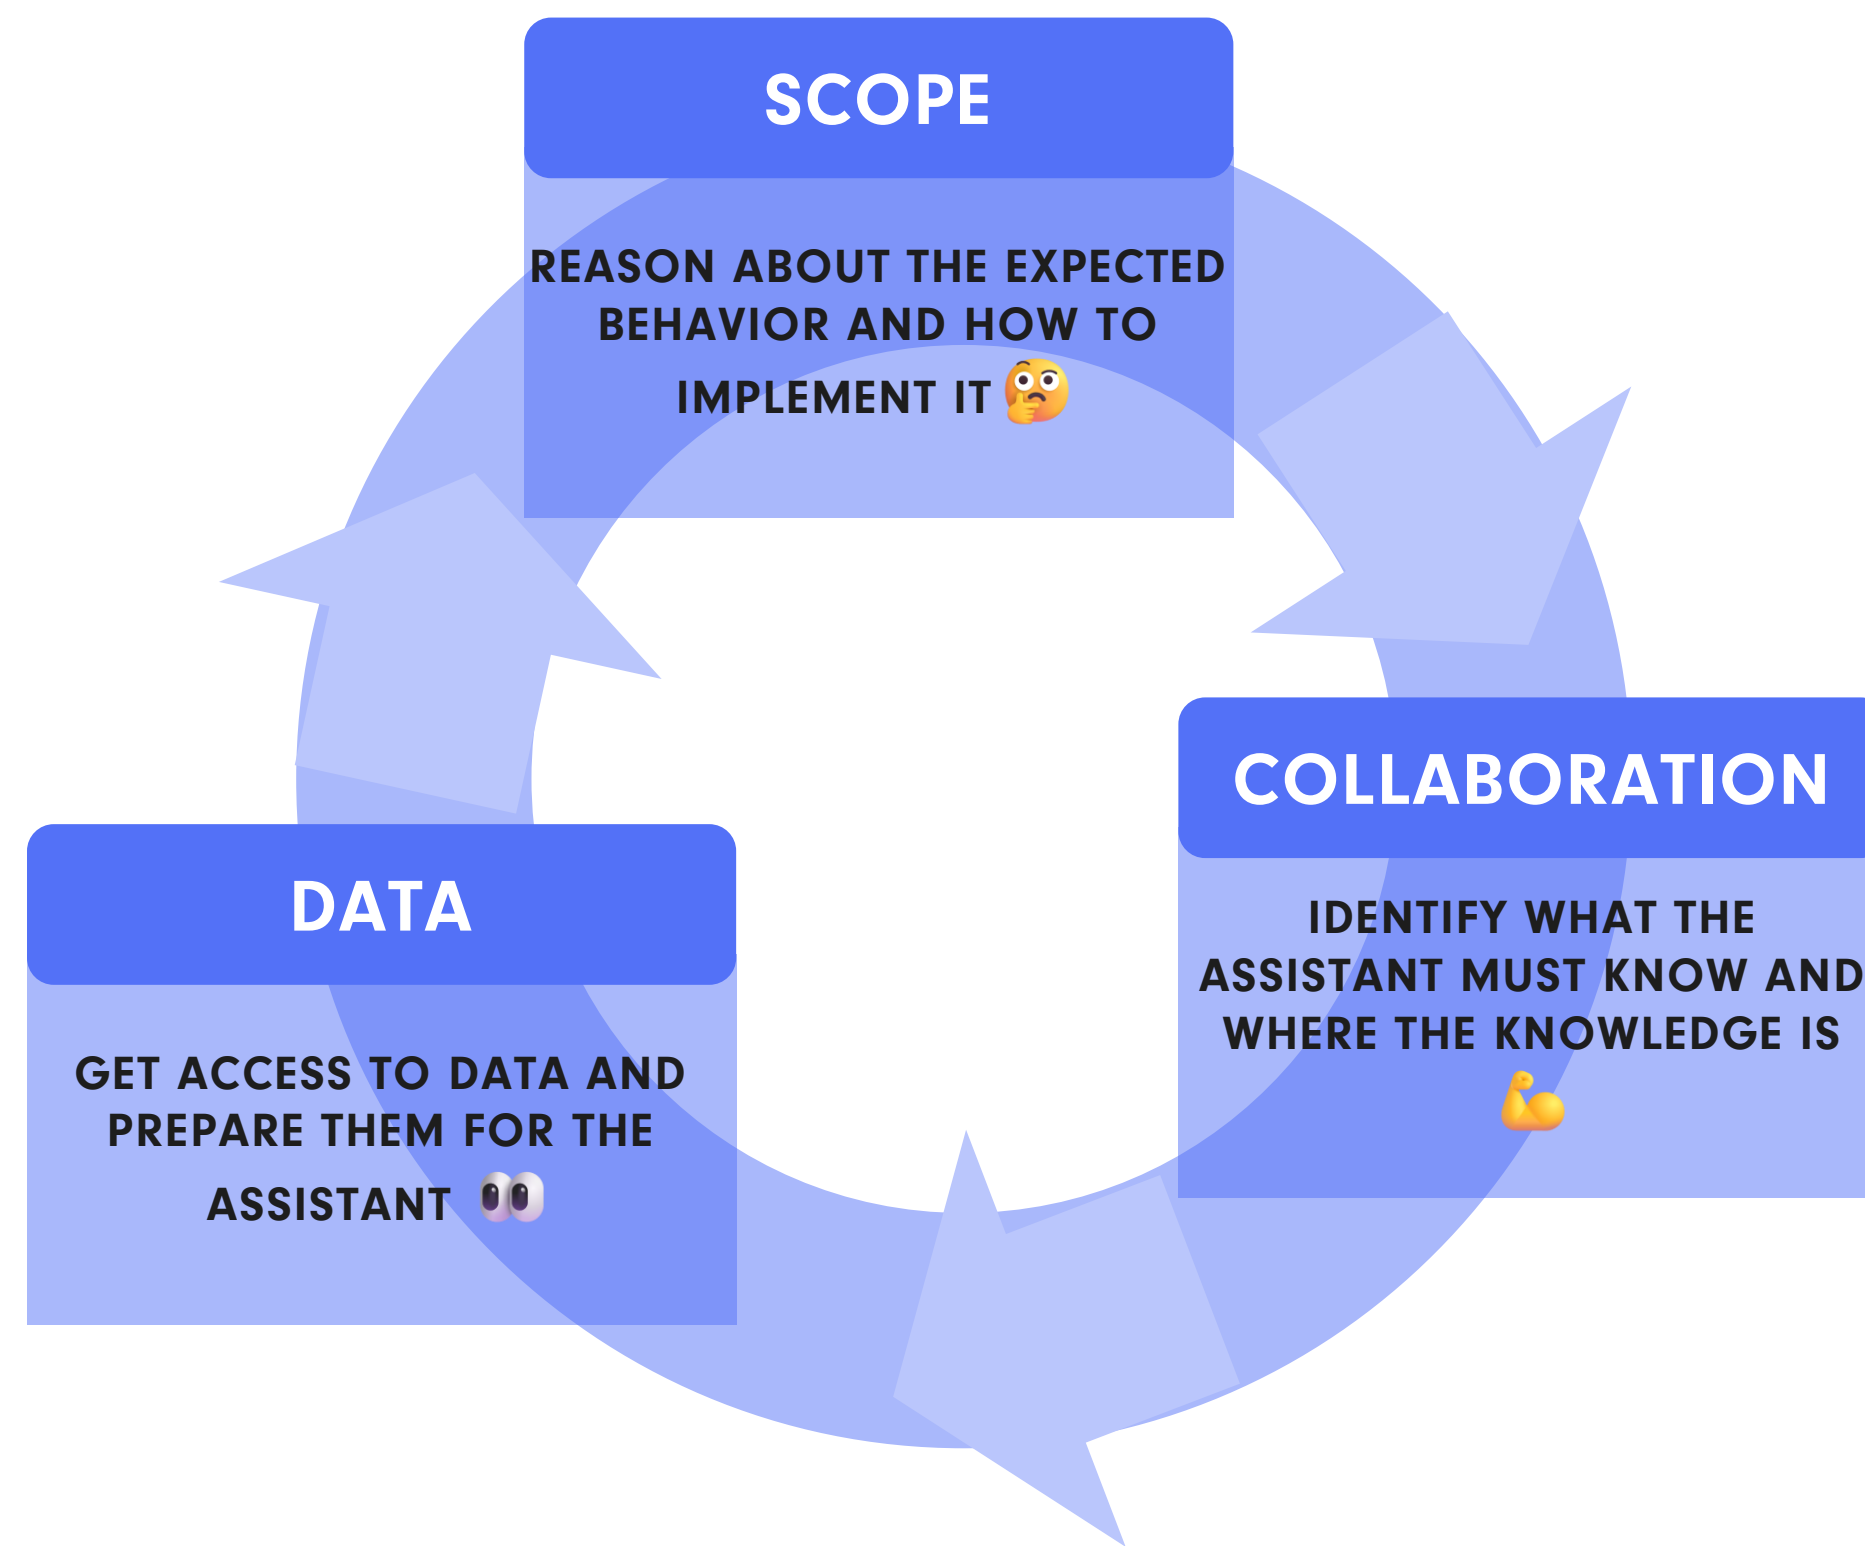 SCOPE
REASON ABOUT THE EXPECTED
BEHAVIOR AND HOW TO
IMPLEMENT IT 🤔
COLLABORATION
IDENTIFY WHAT THE
ASSISTANT MUST KNOW AND
WHERE THE KNOWLEDGE IS
💪
DATA
GET ACCESS TO DATA AND
PREPARE THEM FOR THE
ASSISTANT 👀